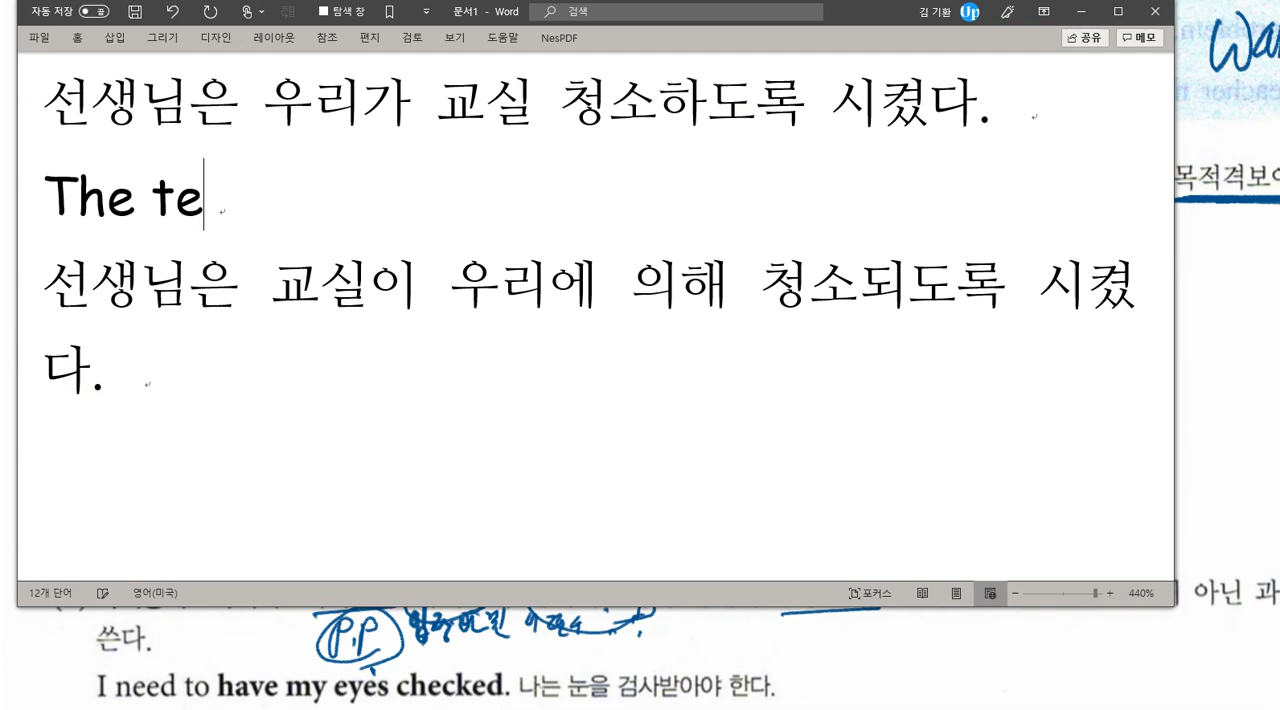 자동 저장 끔 탐색 창 문서1 - Word 검색 김 기환 Up
파일 홈 삽입 그리기 디자인 레이아웃 참조 편지 검토 보기 도움말 NesPDF 공유 메모
선생님은 우리가 교실 청소하도록 시켰다.
The te
선생님은 교실이 우리에 의해 청소되도록 시켰
다.
목적격보어
12개 단어 영어(미국) 포커스 440%
아닌 과
P.P
쓴다.
I need to have my eyes checked. 나는 눈을 검사받아야 한다.